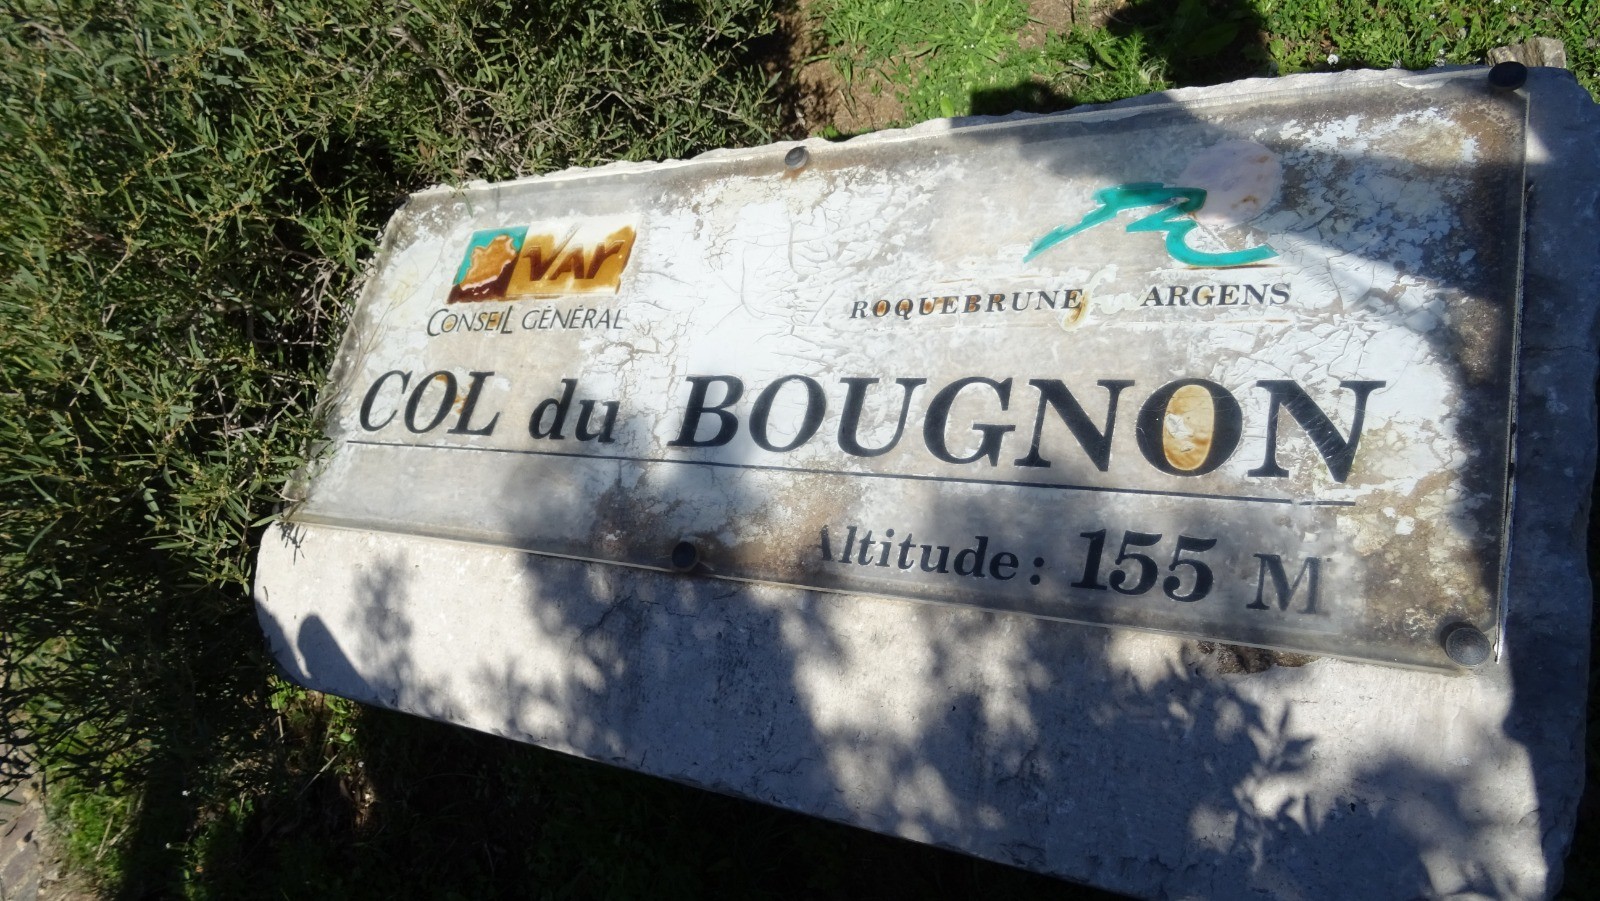 Var
CONSEIL GÉNÉRAL
ROQUEBRUNE ARGENS
COL du BOUGNON
Altitude: 155 M